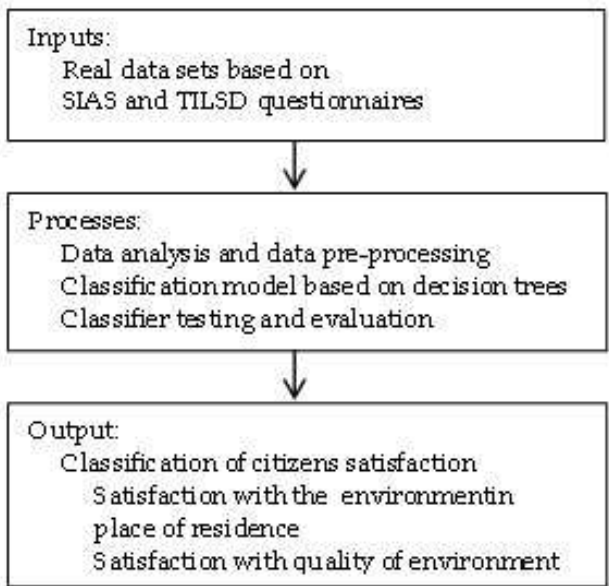 Inputs:
Real data sets based on
SIAS and TILSD questionnaires
Processes:
Data analysis and data pre-processing
Classification model based on decision trees
Classifier testing and evaluation
Output:
Classification of citizens satisfaction
Satisfaction with the environmentin
place of residence
Satisfaction with quality of environment